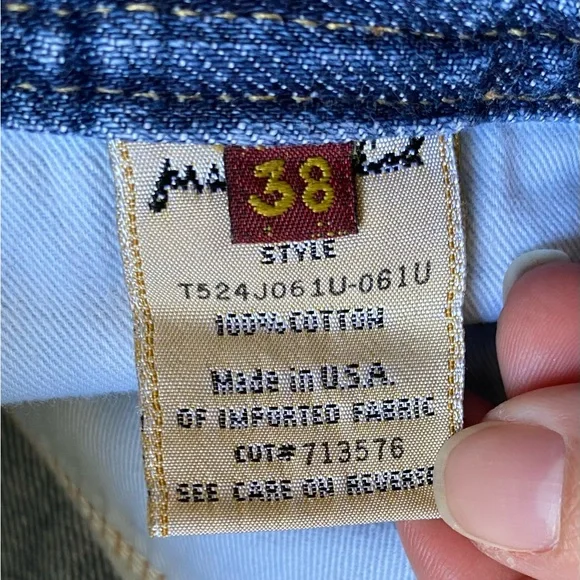 38
STYLE
T524J061U-061U
100% COTTON
Made in U.S.A.
OF IMPORTED FABRIC
CUT# 713576
SEE CARE ON REVERSE